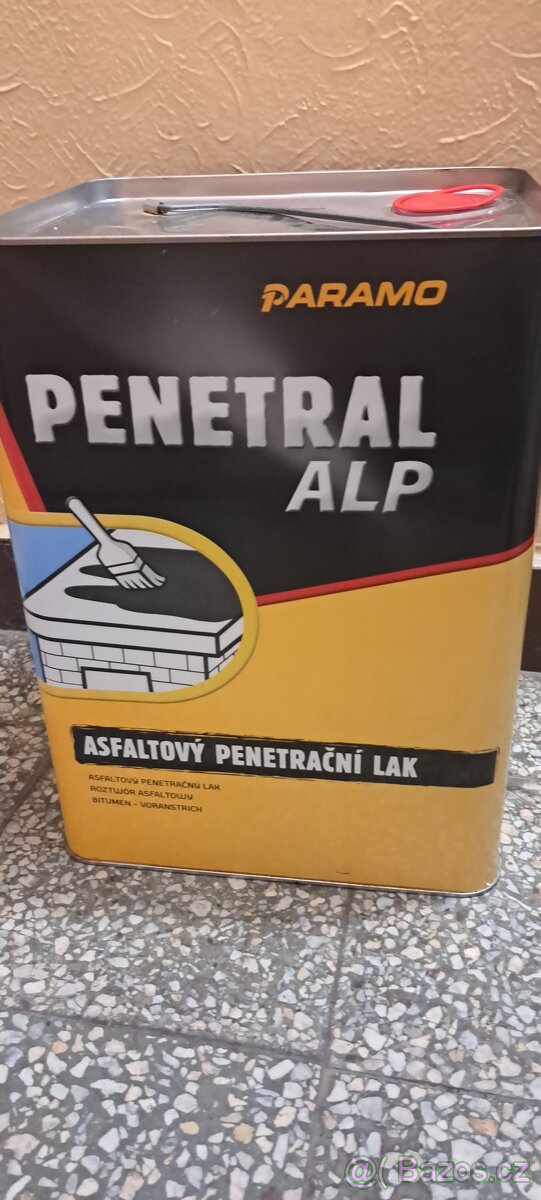 PARAMO
PENETRAL
ALP
ASFALTOVÝ PENETRAČNÍ LAK
ASFALTOVÝ PENETRAČNÝ LAK
ROZTWÓR ASFALTOWY
BITUMEN - VORANSTRICH
@( Bazos.cz